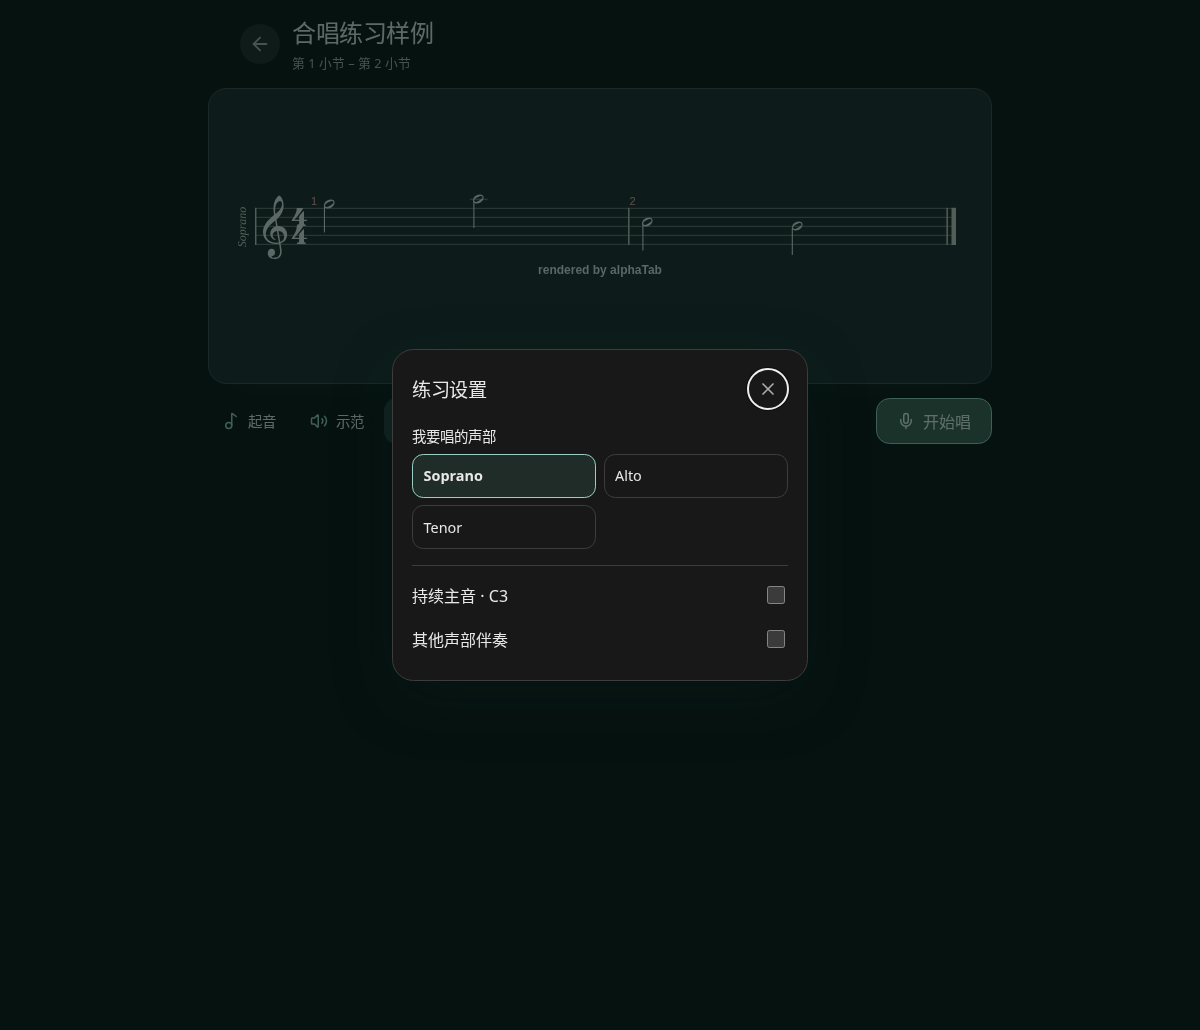 合唱练习样例
第 1 小节 – 第 2 小节
Soprano
4
4
1
2
rendered by alphaTab
起音
示范
开始唱
练习设置
我要唱的声部
Soprano
Alto
Tenor
持续主音 · C3
其他声部伴奏